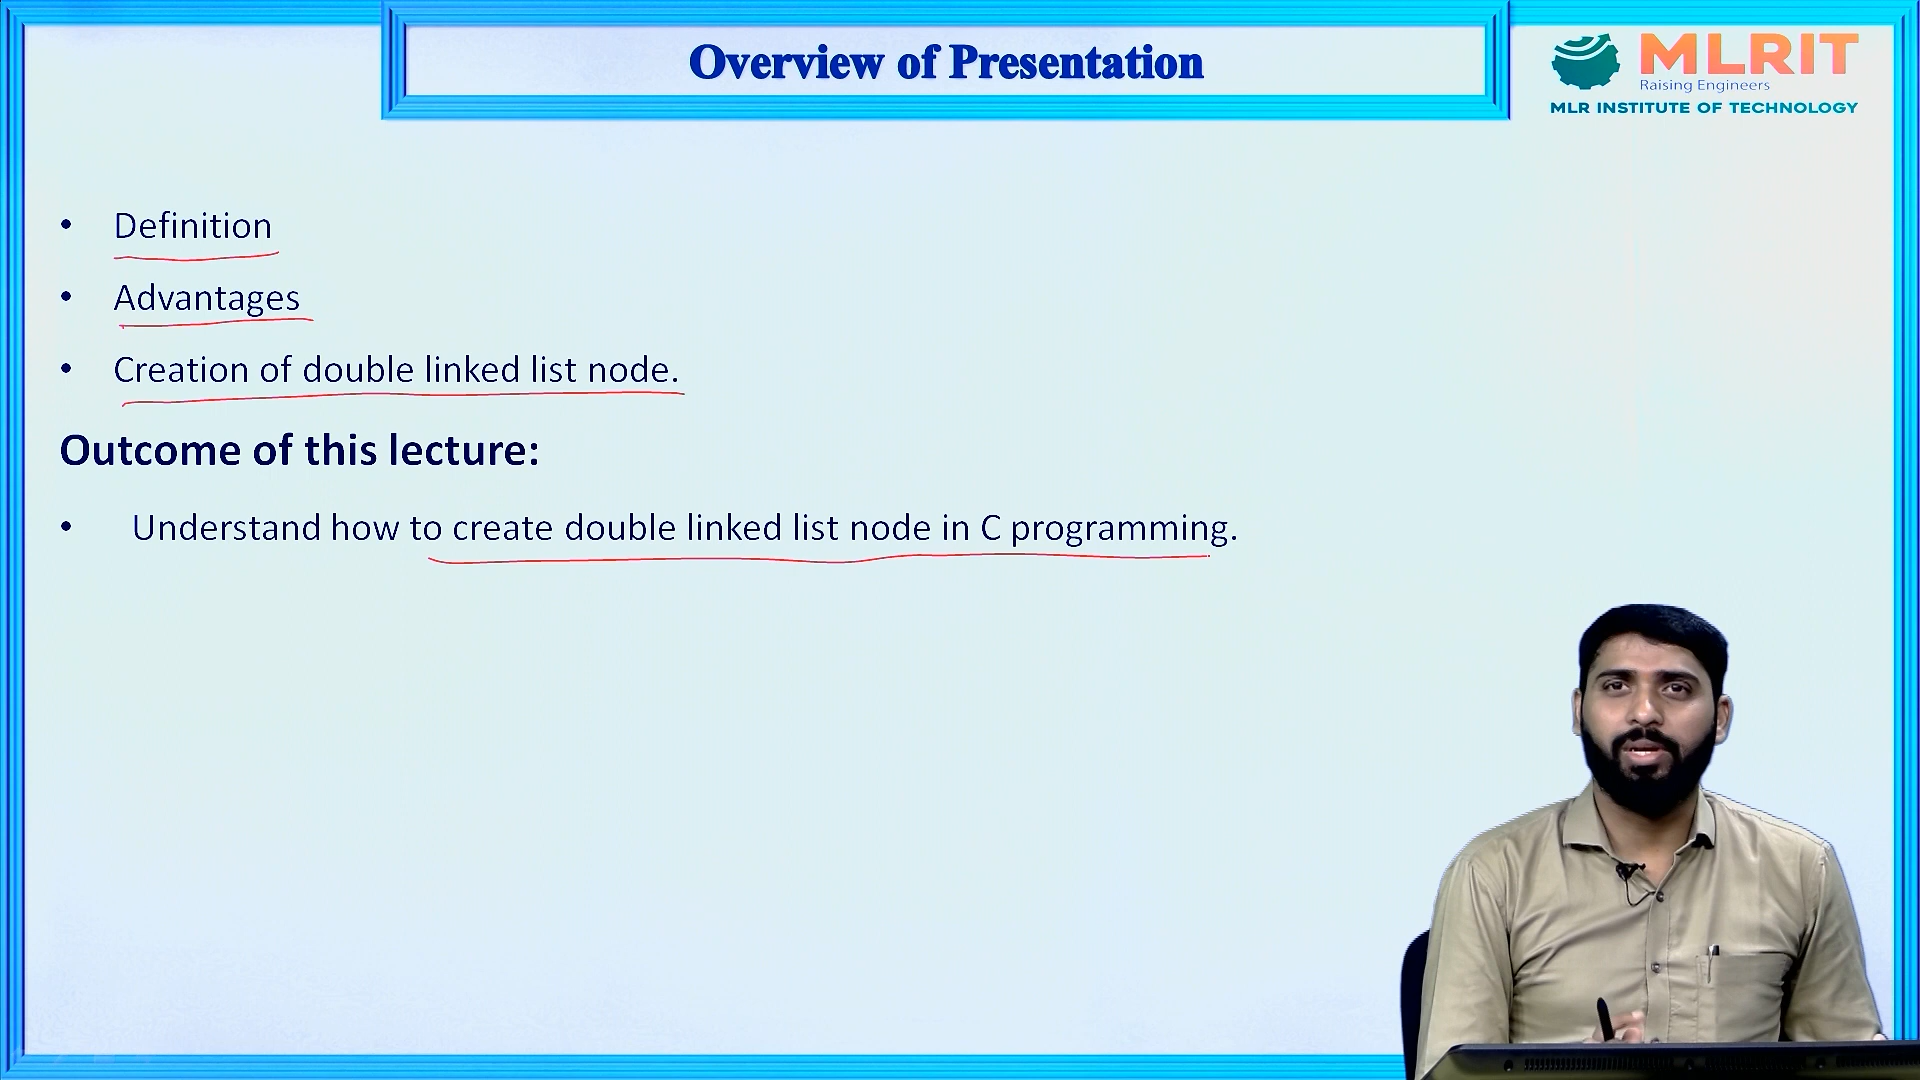 Overview of Presentation
MLRIT
Raising Engineers
MLR INSTITUTE OF TECHNOLOGY
• Definition
• Advantages
• Creation of double linked list node.
Outcome of this lecture:
• Understand how to create double linked list node in C programming.